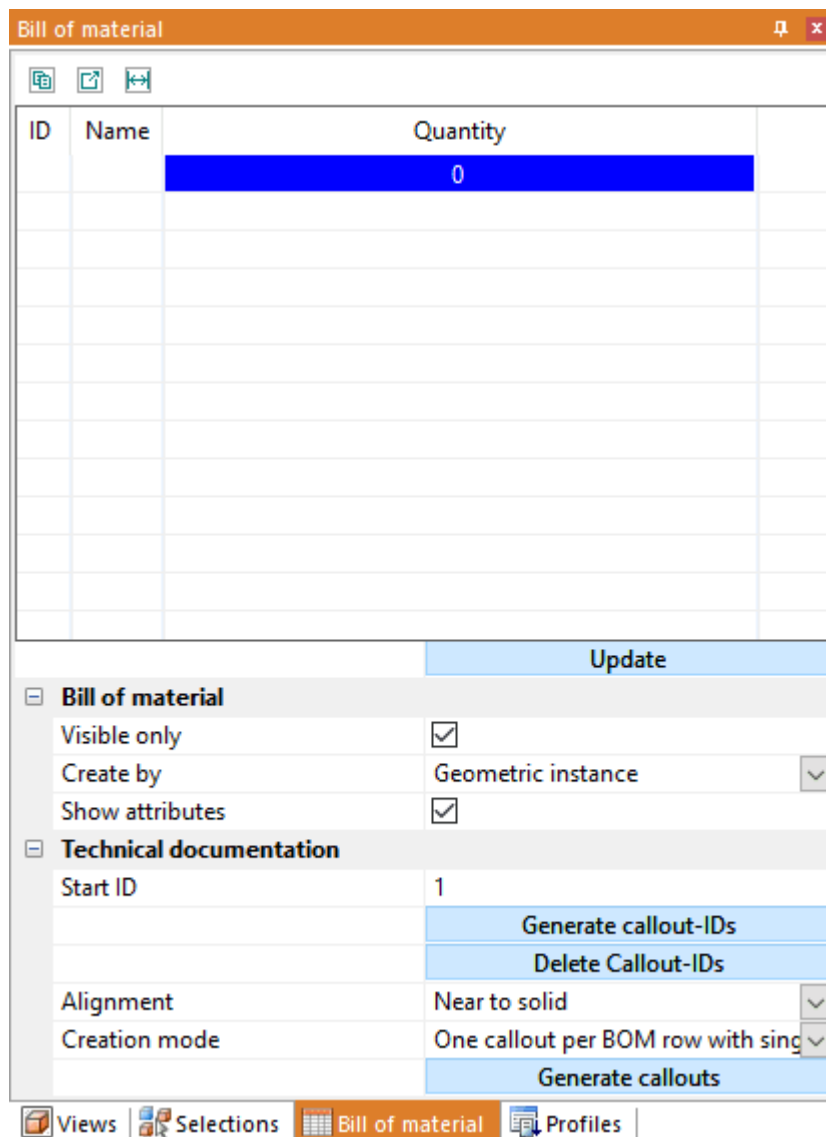 Bill of material
ID Name Quantity
0
Update
Bill of material
Visible only
Create by Geometric instance
Show attributes
Technical documentation
Start ID 1
Generate callout-IDs
Delete Callout-IDs
Alignment Near to solid
Creation mode One callout per BOM row with sing
Generate callouts
Views Selections Bill of material Profiles